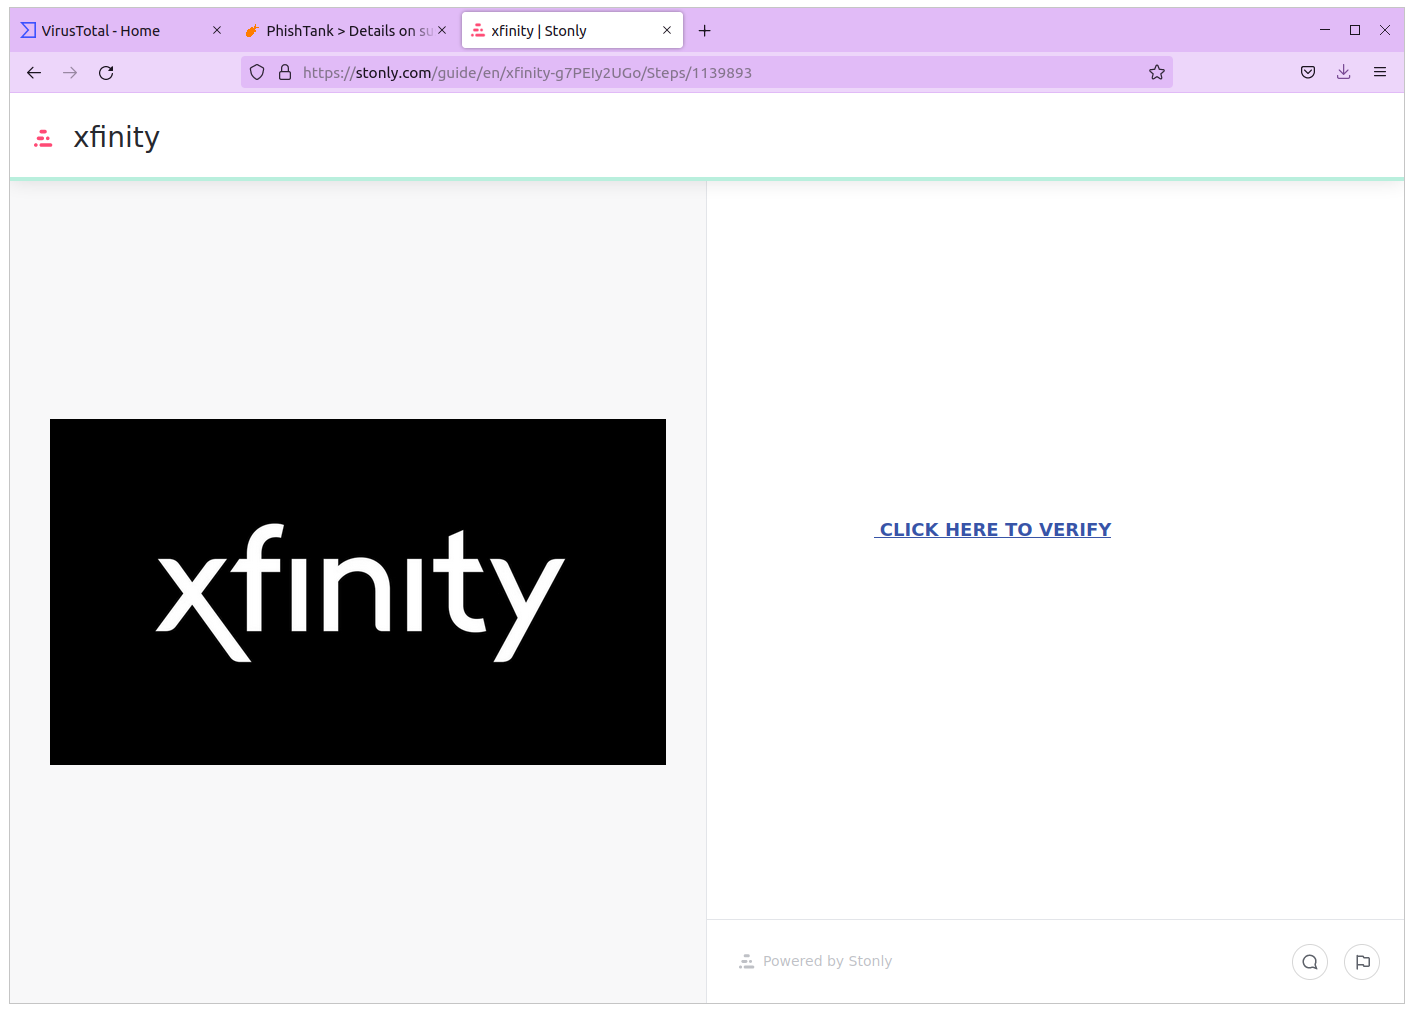 VirusTotal - Home
PhishTank > Details on su
xfinity | Stonly
https://stonly.com/guide/en/xfinity-g7PEIy2UGo/Steps/1139893
xfinity
xfinity
CLICK HERE TO VERIFY
Powered by Stonly